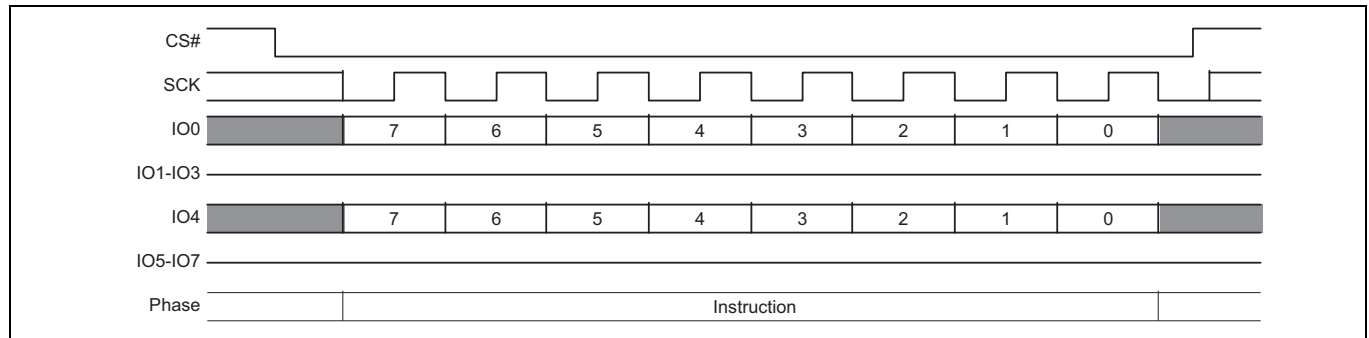 CS#
SCK
IO0 7 6 5 4 3 2 1 0
IO1-IO3
IO4 7 6 5 4 3 2 1 0
IO5-IO7
Phase Instruction